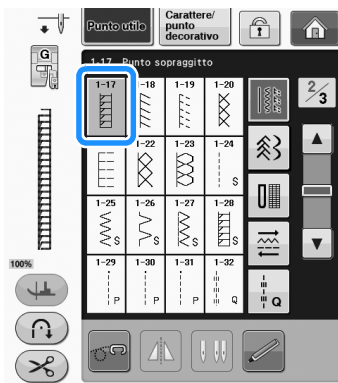 Punto utile
Carattere/
punto
decorativo
G
1-17 Punto sopraggitto
2/3
1-17 1-18 1-19 1-20
1-22 1-23 1-24
S
1-25 1-26 1-27 1-28
S S S S
1-29 1-30 1-31 1-32
P P P Q
Q
100%